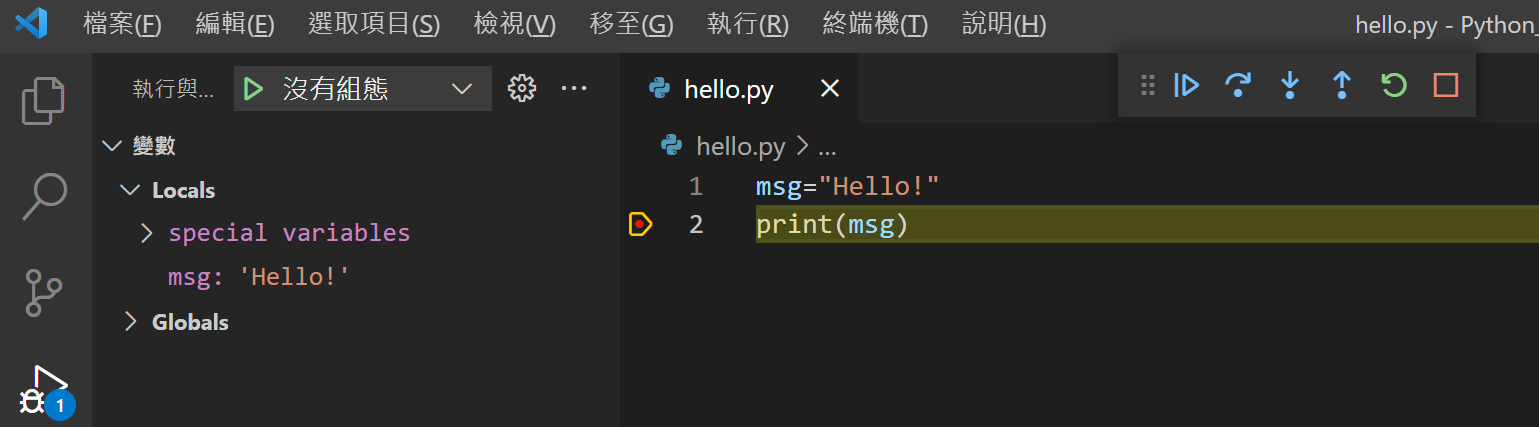 檔案(F) 編輯(E) 選取項目(S) 檢視(V) 移至(G) 執行(R) 終端機(T) 說明(H) hello.py - Python_
執行與... 沒有組態 ...
變數
Locals
special variables
msg: 'Hello!'
Globals
1
hello.py
hello.py > ...
1 msg="Hello!"
2 print(msg)